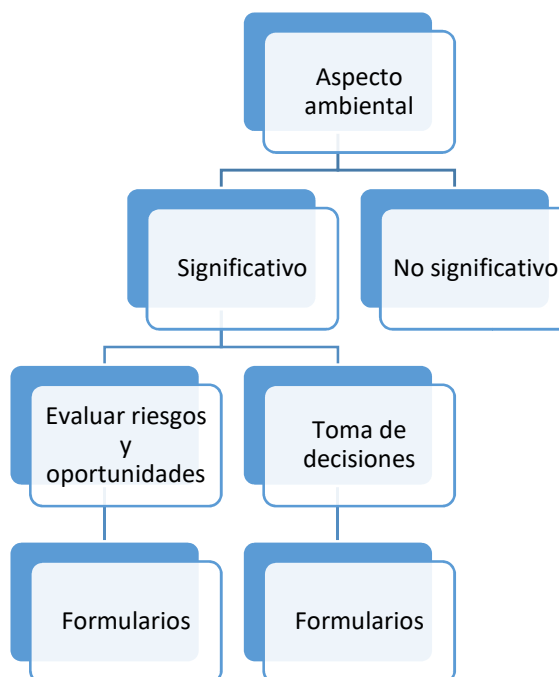 Aspecto
ambiental
Significativo
No significativo
Evaluar riesgos
y
oportunidades
Toma de
decisiones
Formularios
Formularios